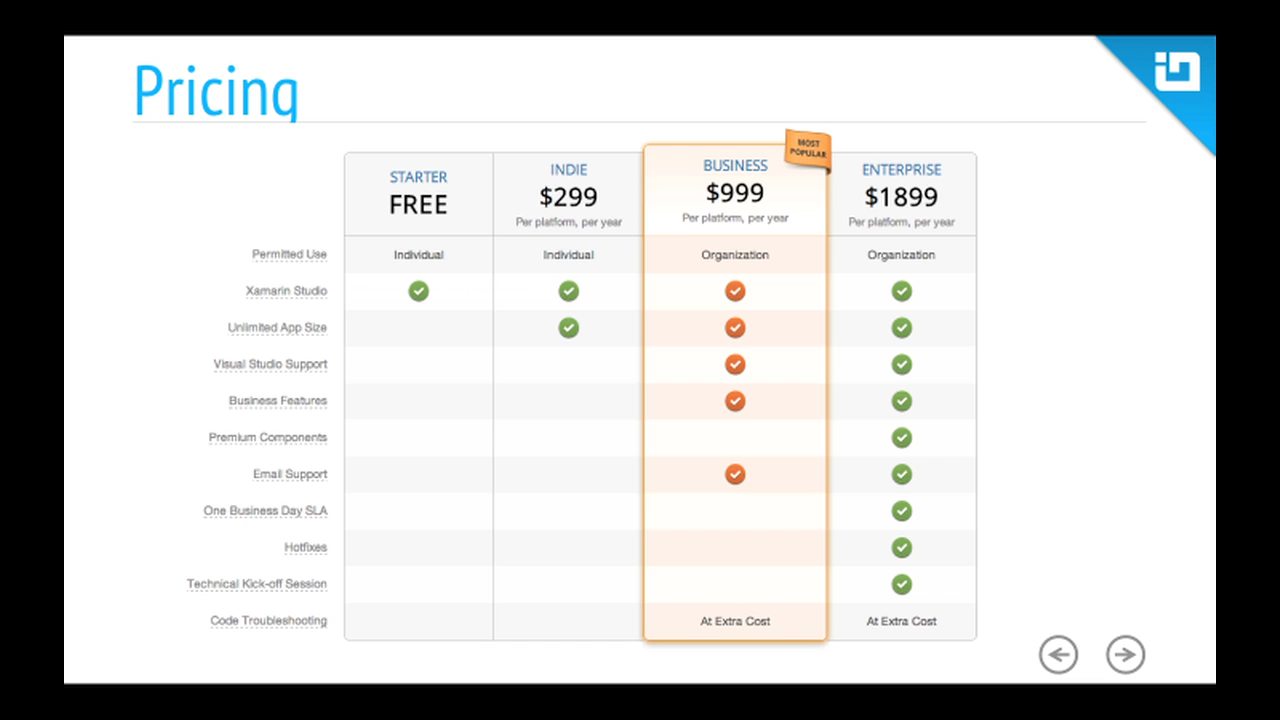 Pricing
MOST
POPULAR
STARTER
FREE
INDIE
$299
Per platform, per year
BUSINESS
$999
Per platform, per year
ENTERPRISE
$1899
Per platform, per year
Permitted Use Individual Individual Organization Organization
Xamarin Studio
Unlimited App Size
Visual Studio Support
Business Features
Premium Components
Email Support
One Business Day SLA
Hotfixes
Technical Kick-off Session
Code Troubleshooting At Extra Cost At Extra Cost